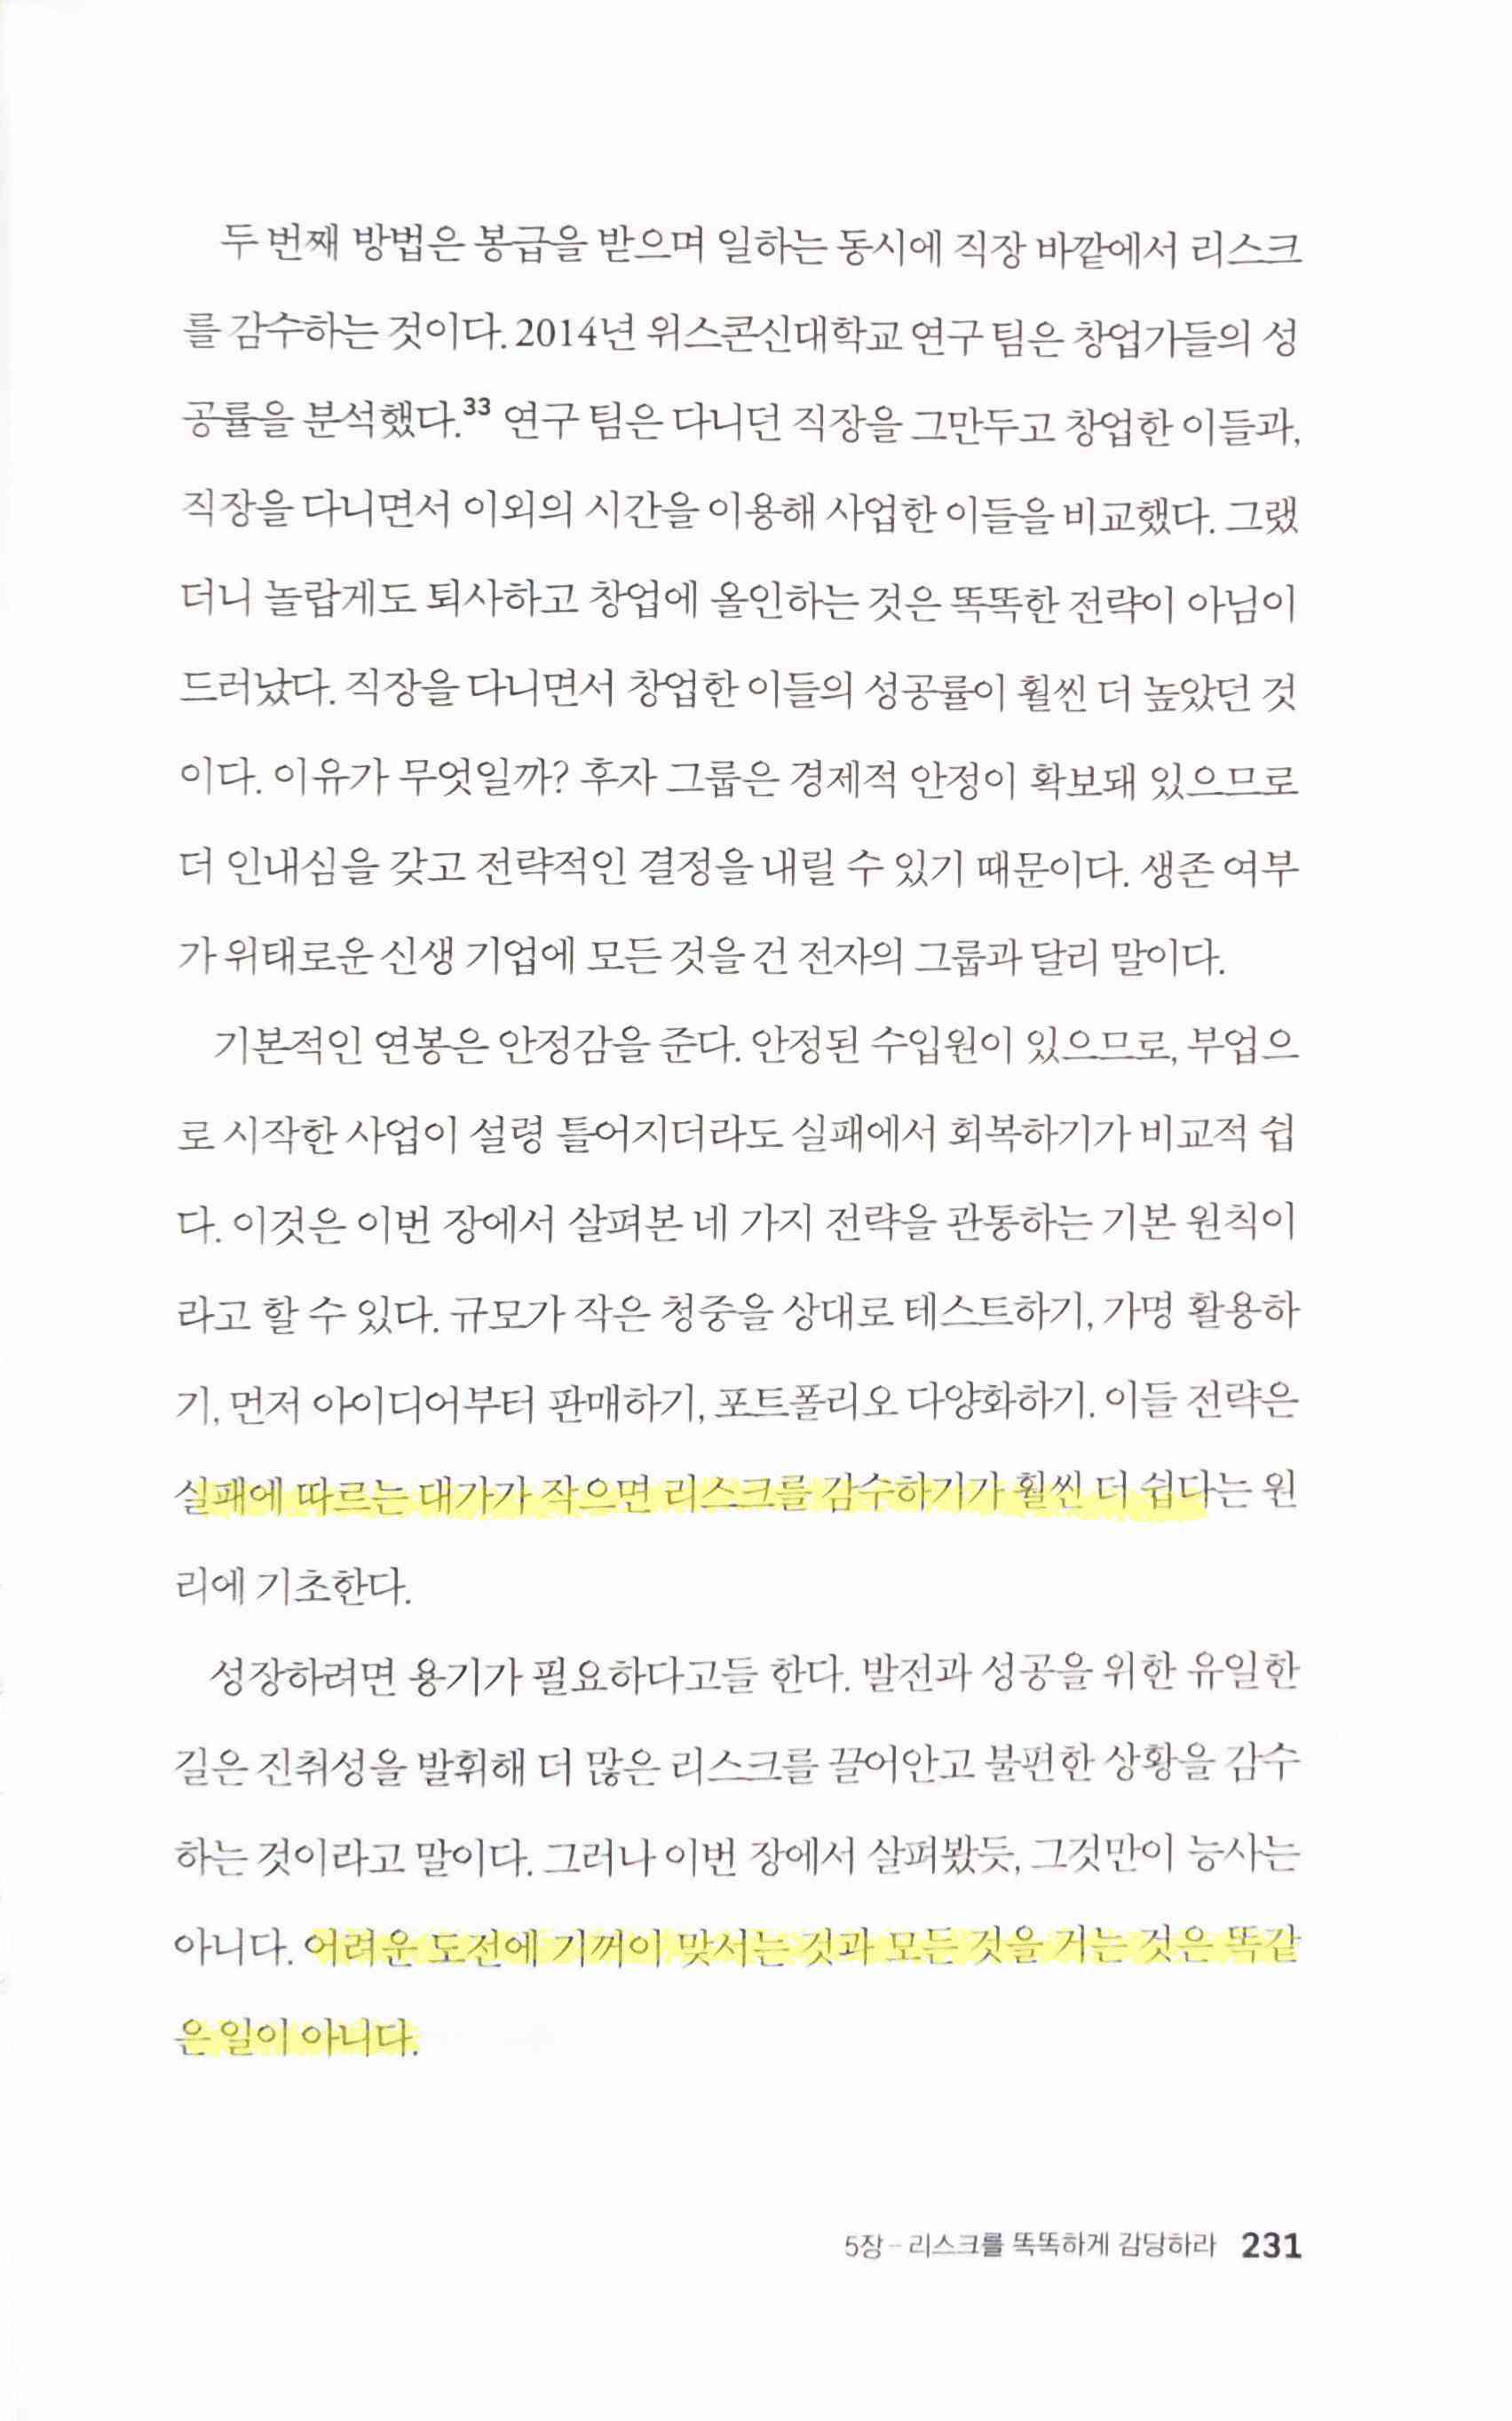 두 번째 방법은 봉급을 받으며 일하는 동시에 직장 바깥에서 리스크
를 감수하는 것이다. 2014년 위스콘신대학교 연구 팀은 창업가들의 성
공률을 분석했다.33 연구 팀은 다니던 직장을 그만두고 창업한 이들과,
직장을 다니면서 이외의 시간을 이용해 사업한 이들을 비교했다. 그랬
더니 놀랍게도 퇴사하고 창업에 올인하는 것은 똑똑한 전략이 아님이
드러났다. 직장을 다니면서 창업한 이들의 성공률이 훨씬 더 높았던 것
이다. 이유가 무엇일까? 후자 그룹은 경제적 안정이 확보돼 있으므로
더 인내심을 갖고 전략적인 결정을 내릴 수 있기 때문이다. 생존 여부
가 위태로운 신생 기업에 모든 것을 건 전자의 그룹과 달리 말이다.
기본적인 연봉은 안정감을 준다. 안정된 수입원이 있으므로, 부업으
로 시작한 사업이 설령 틀어지더라도 실패에서 회복하기가 비교적 쉽
다. 이것은 이번 장에서 살펴본 네 가지 전략을 관통하는 기본 원칙이
라고 할 수 있다. 규모가 작은 청중을 상대로 테스트하기, 가명 활용하
기, 먼저 아이디어부터 판매하기, 포트폴리오 다양화하기. 이들 전략은
실패에 따르는 대가가 작으면 리스크를 감수하기가 훨씬 더 쉽다는 원
리에 기초한다.
성장하려면 용기가 필요하다고들 한다. 발전과 성공을 위한 유일한
길은 진취성을 발휘해 더 많은 리스크를 끌어안고 불편한 상황을 감수
하는 것이라고 말이다. 그러나 이번 장에서 살펴봤듯, 그것만이 능사는
아니다. 어려운 도전에 기꺼이 맞서는 것과 모든 것을 거는 것은 똑같
은 일이 아니다.
5장 - 리스크를 똑똑하게 감당하라 231